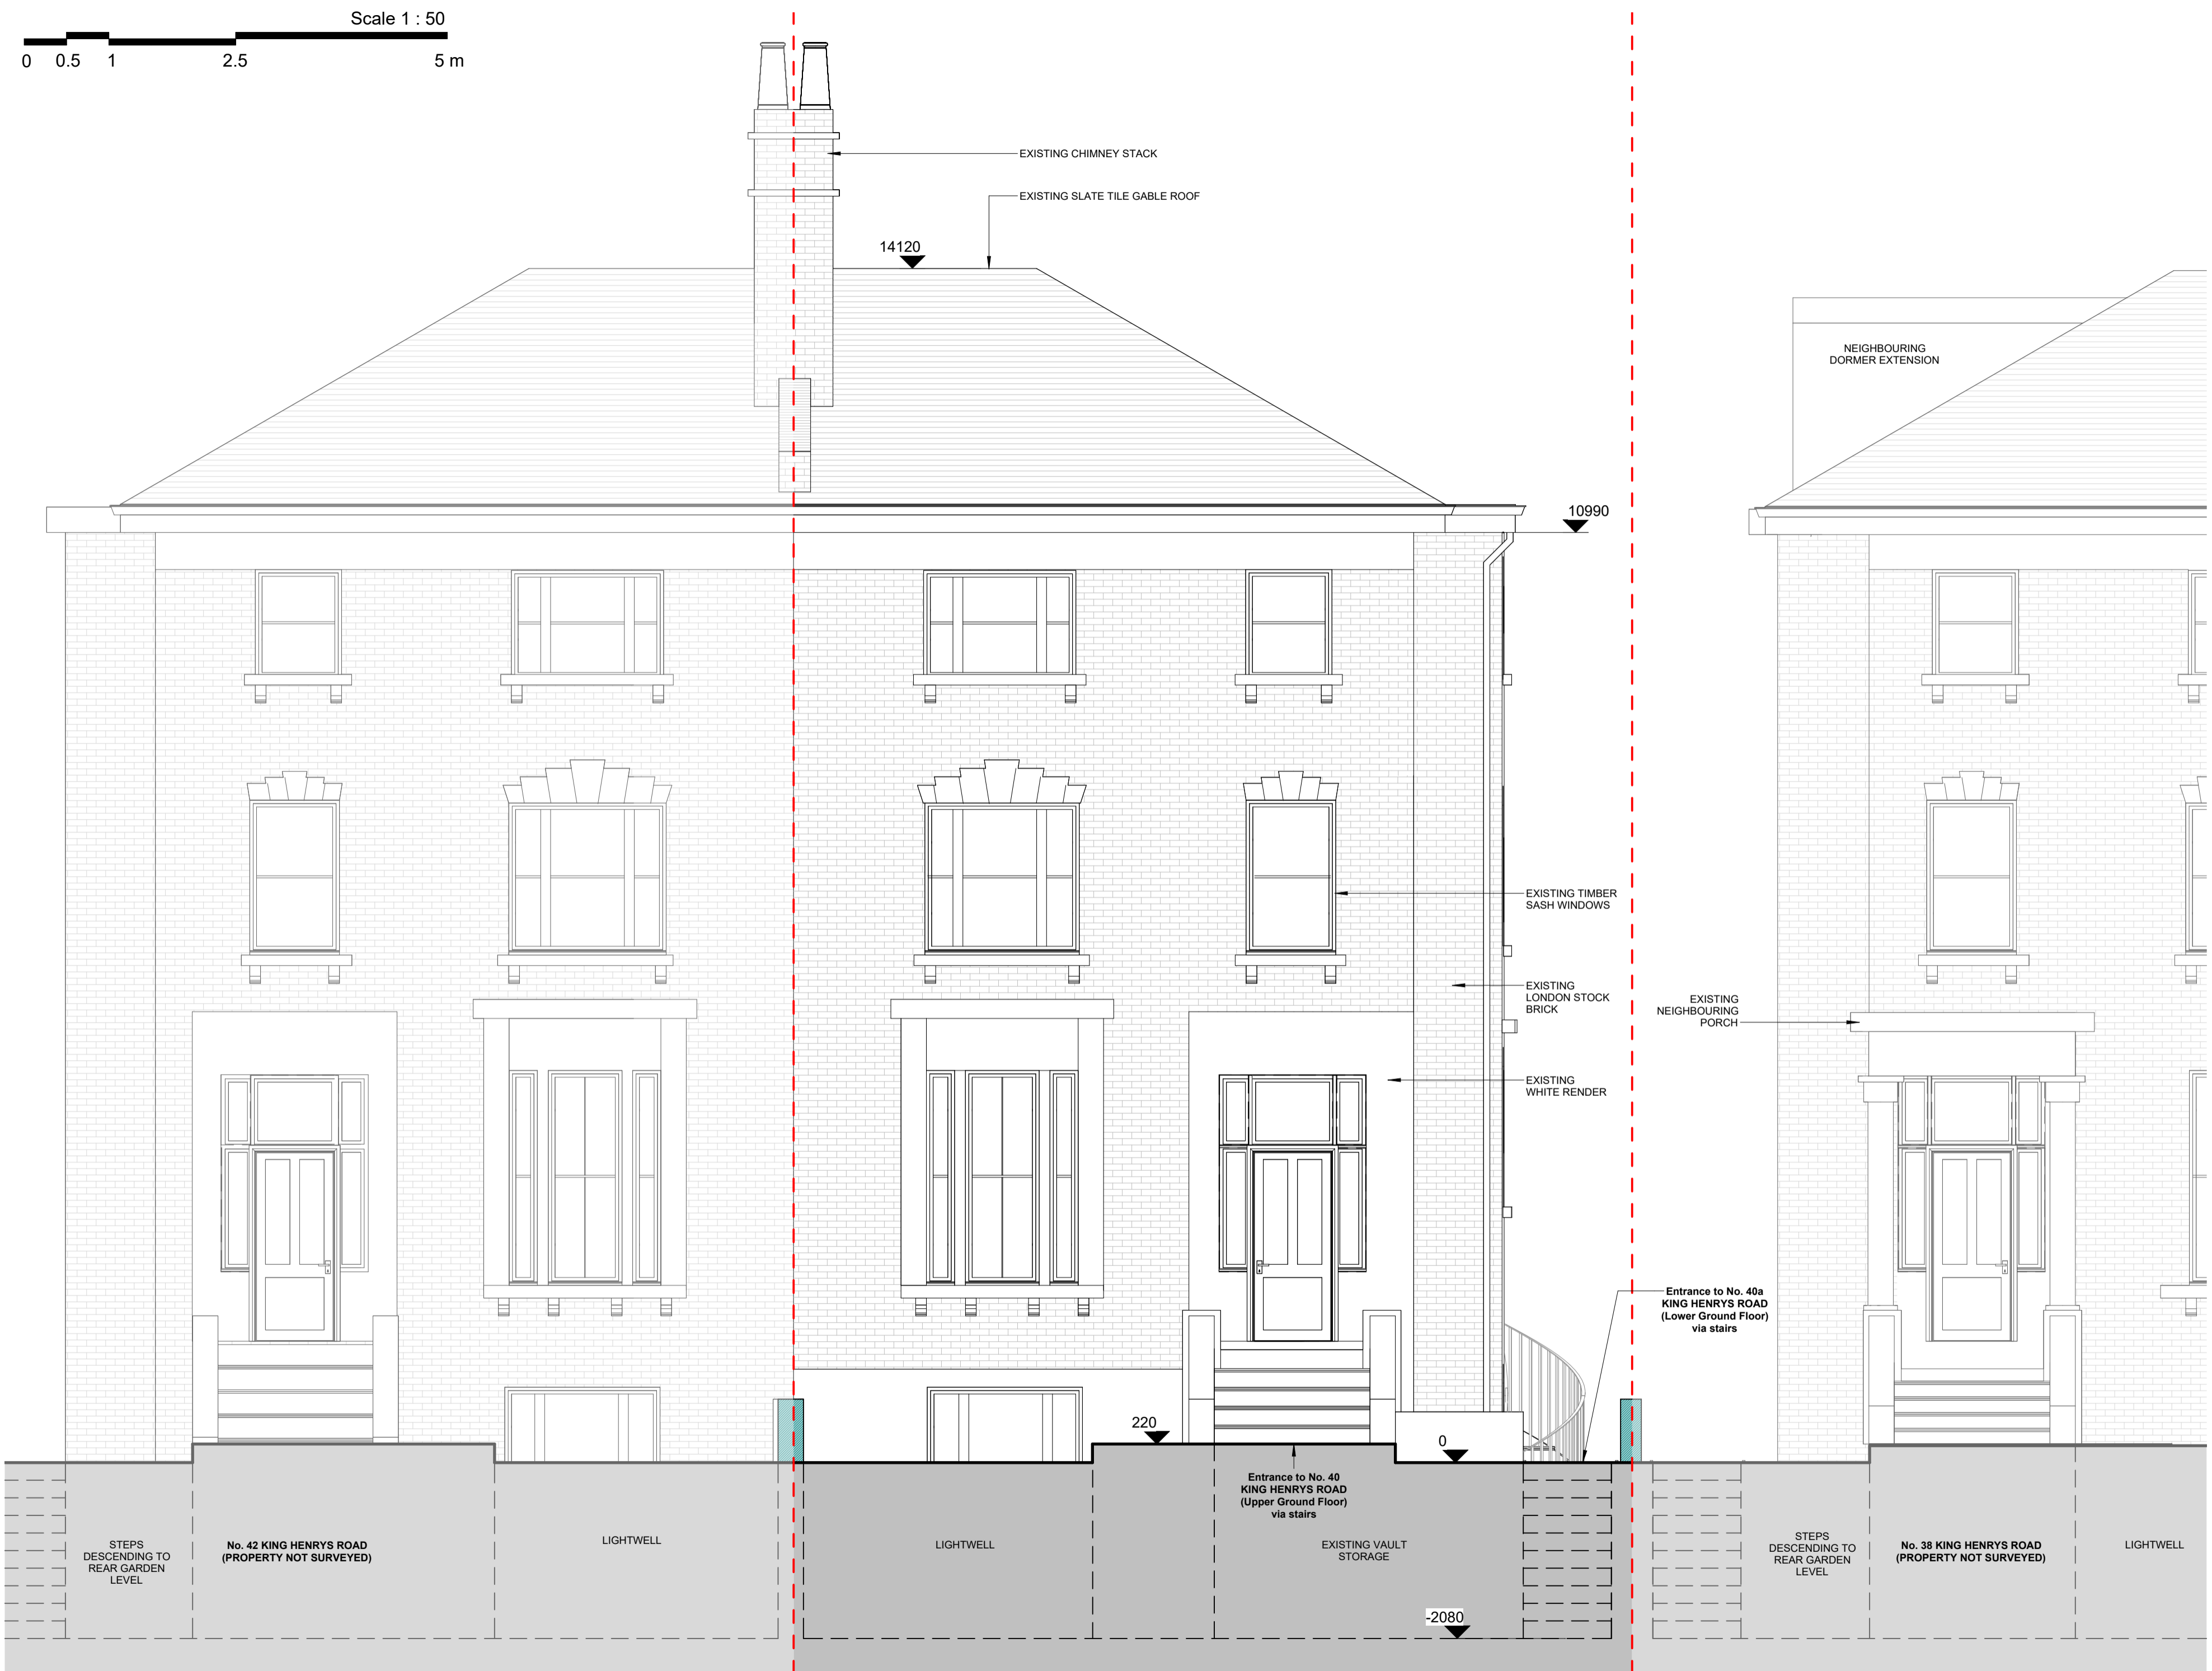 Scale 1 : 50
0 0.5 1 2.5 5 m
EXISTING CHIMNEY STACK
EXISTING SLATE TILE GABLE ROOF
14120
NEIGHBOURING
DORMER EXTENSION
10990
EXISTING TIMBER
SASH WINDOWS
EXISTING
LONDON STOCK
BRICK
EXISTING
NEIGHBOURING
PORCH
EXISTING
WHITE RENDER
Entrance to No. 40a
KING HENRYS ROAD
(Lower Ground Floor)
via stairs
220
0
Entrance to No. 40
KING HENRYS ROAD
(Upper Ground Floor)
via stairs
STEPS
DESCENDING TO
REAR GARDEN
LEVEL
No. 42 KING HENRYS ROAD
(PROPERTY NOT SURVEYED)
LIGHTWELL
LIGHTWELL
EXISTING VAULT
STORAGE
STEPS
DESCENDING TO
REAR GARDEN
LEVEL
No. 38 KING HENRYS ROAD
(PROPERTY NOT SURVEYED)
LIGHTWELL
-2080